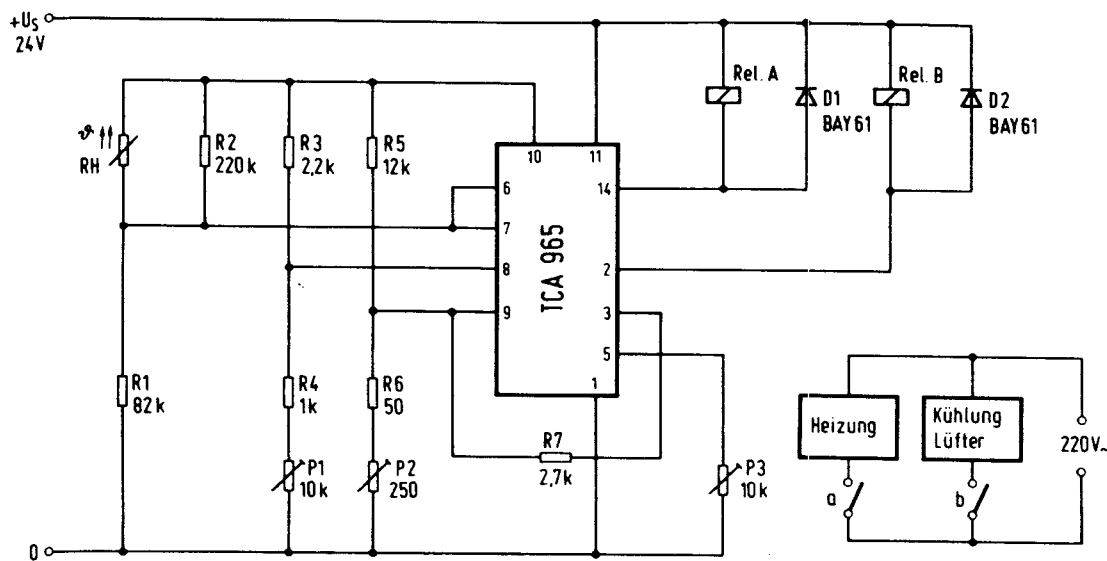 +U_S
24V
ϑ ↑↑
RH
R2
220k
R3
2,2k
R5
12k
R1
82k
R4
1k
R6
50
P1
10k
P2
250
R7
2,7k
P3
10k
TCA 965
10
11
6
7
8
9
14
2
3
5
1
Rel. A
D1
BAY61
Rel. B
D2
BAY61
Heizung
Kühlung
Lüfter
220V~
a
b
0